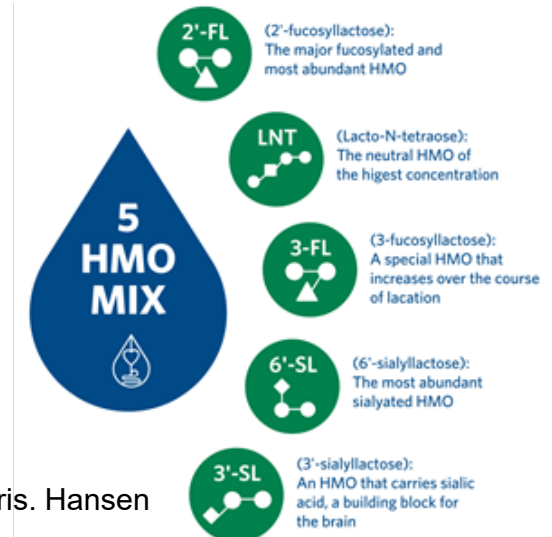 2'-FL
(2'-fucosyllactose):
The major fucosylated and
most abundant HMO
LNT
(Lacto-N-tetraose):
The neutral HMO of
the higest concentration
5
HMO
MIX
3-FL
(3-fucosyllactose):
A special HMO that
increases over the course
of lacation
6'-SL
(6'-sialyllactose):
The most abundant
sialyated HMO
3'-SL
(3'-sialyllactose):
An HMO that carries sialic
acid, a building block for
the brain
ris. Hansen